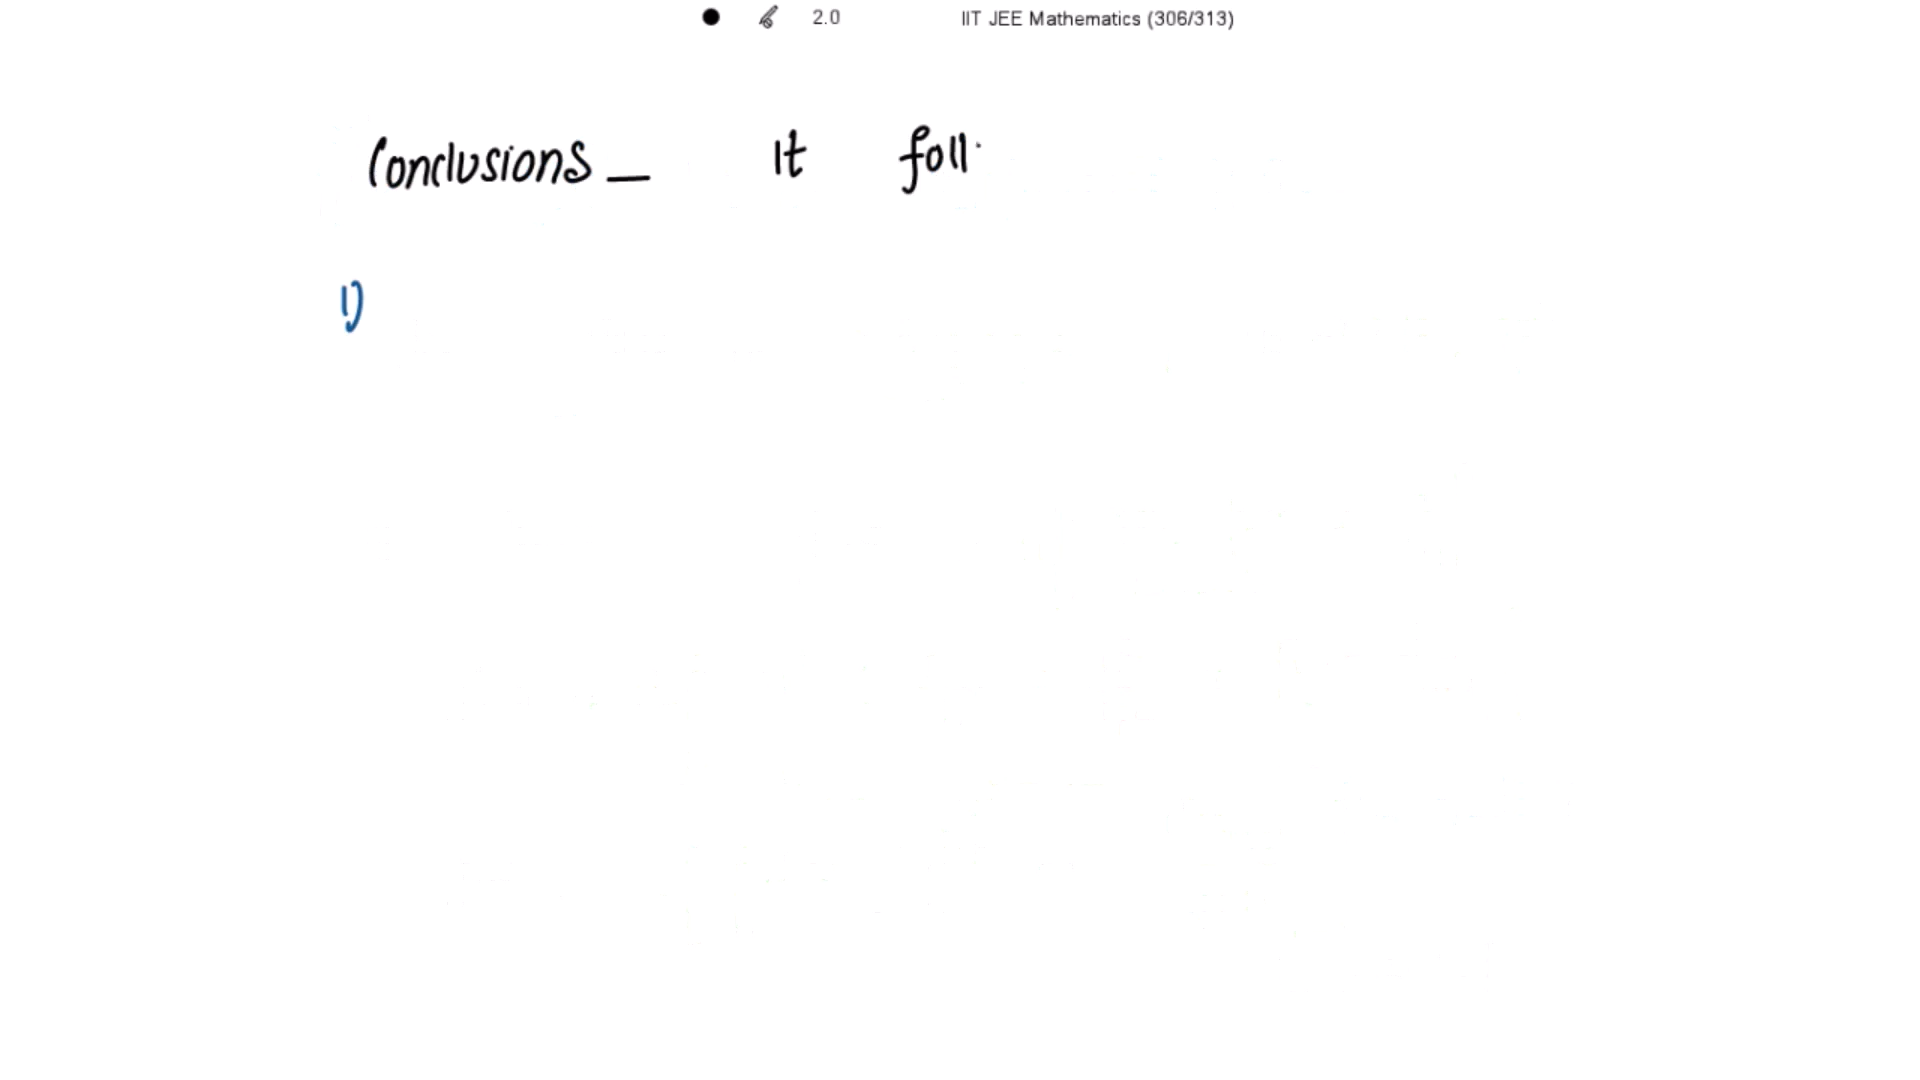 2.0 IIT JEE Mathematics (306/313)
Conclusions — It foll
1)